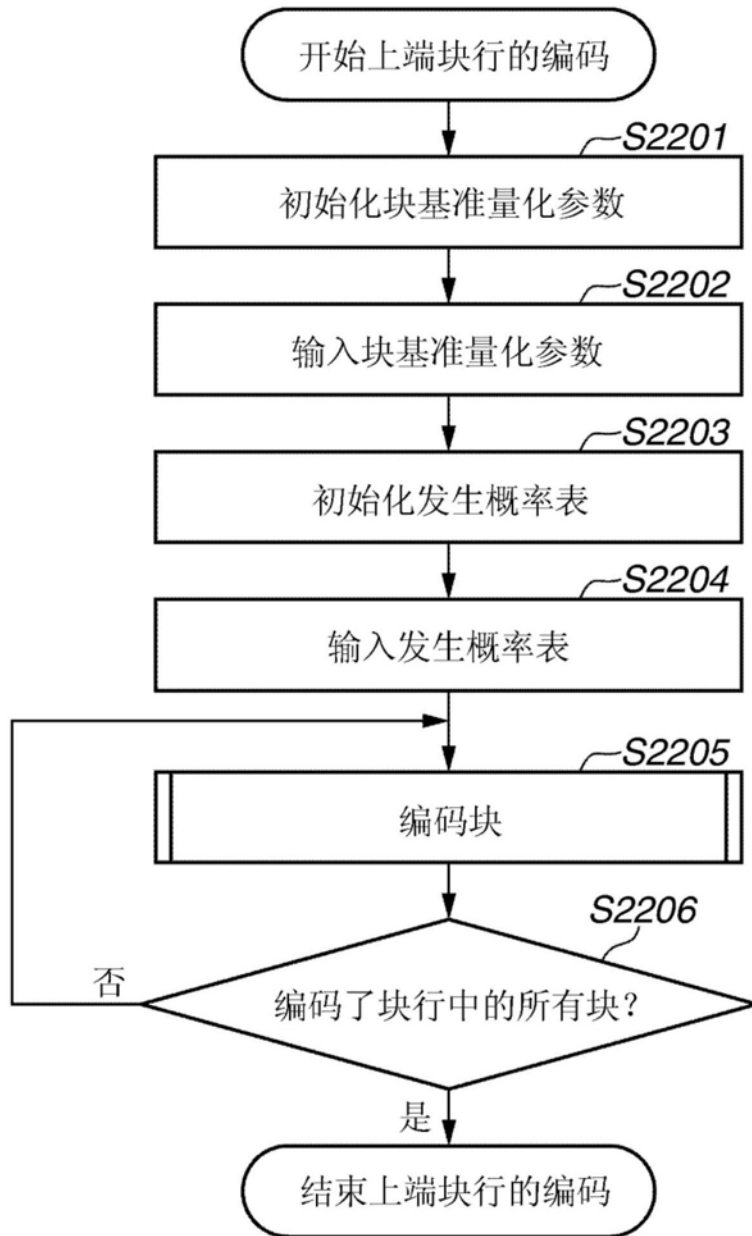 开始上端块行的编码
S2201
初始化块基准量化参数
S2202
输入块基准量化参数
S2203
初始化发生概率表
S2204
输入发生概率表
S2205
编码块
S2206
编码了块行中的所有块？
否
是
结束上端块行的编码